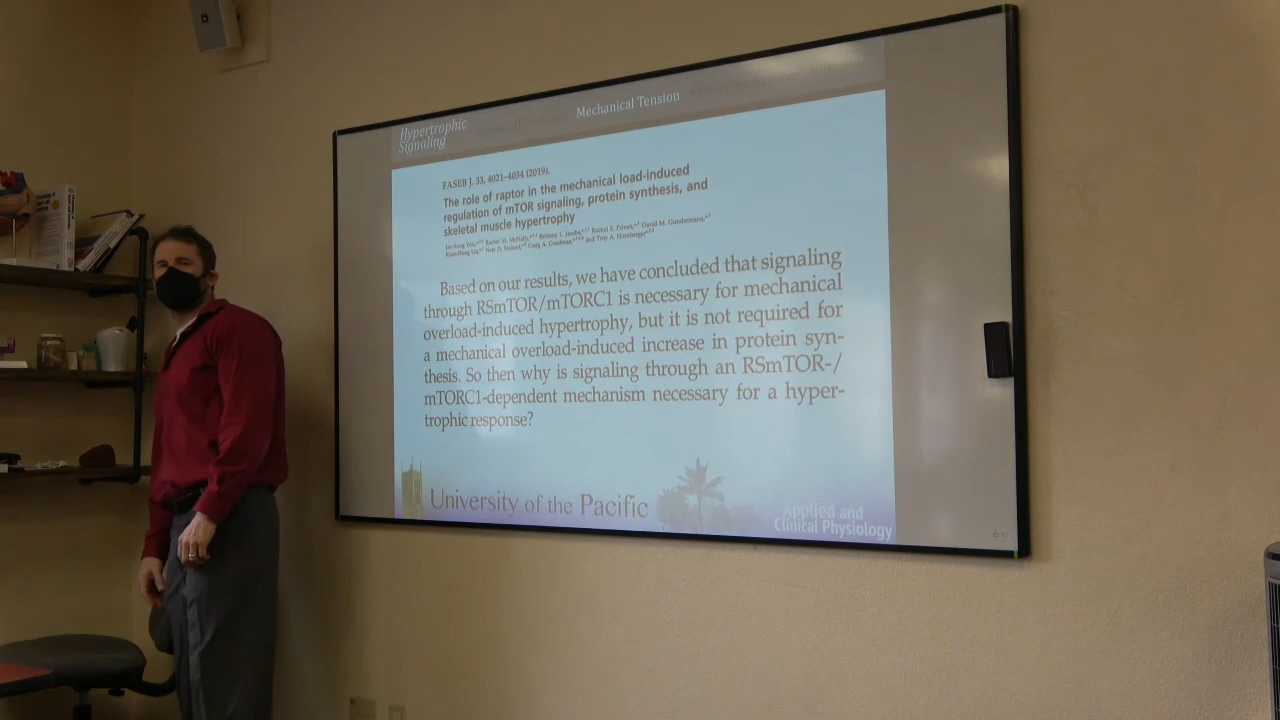 Hypertrophic
Signaling
Mechanical Tension
FASEB J. 33, 4021–4034 (2019).
The role of raptor in the mechanical load-induced
regulation of mTOR signaling, protein synthesis, and
skeletal muscle hypertrophy
Based on our results, we have concluded that signaling
through RSmTOR/mTORC1 is necessary for mechanical
overload-induced hypertrophy, but it is not required for
a mechanical overload-induced increase in protein syn-
thesis. So then why is signaling through an RSmTOR-/
mTORC1-dependent mechanism necessary for a hyper-
trophic response?
University of the Pacific
Applied and
Clinical Physiology